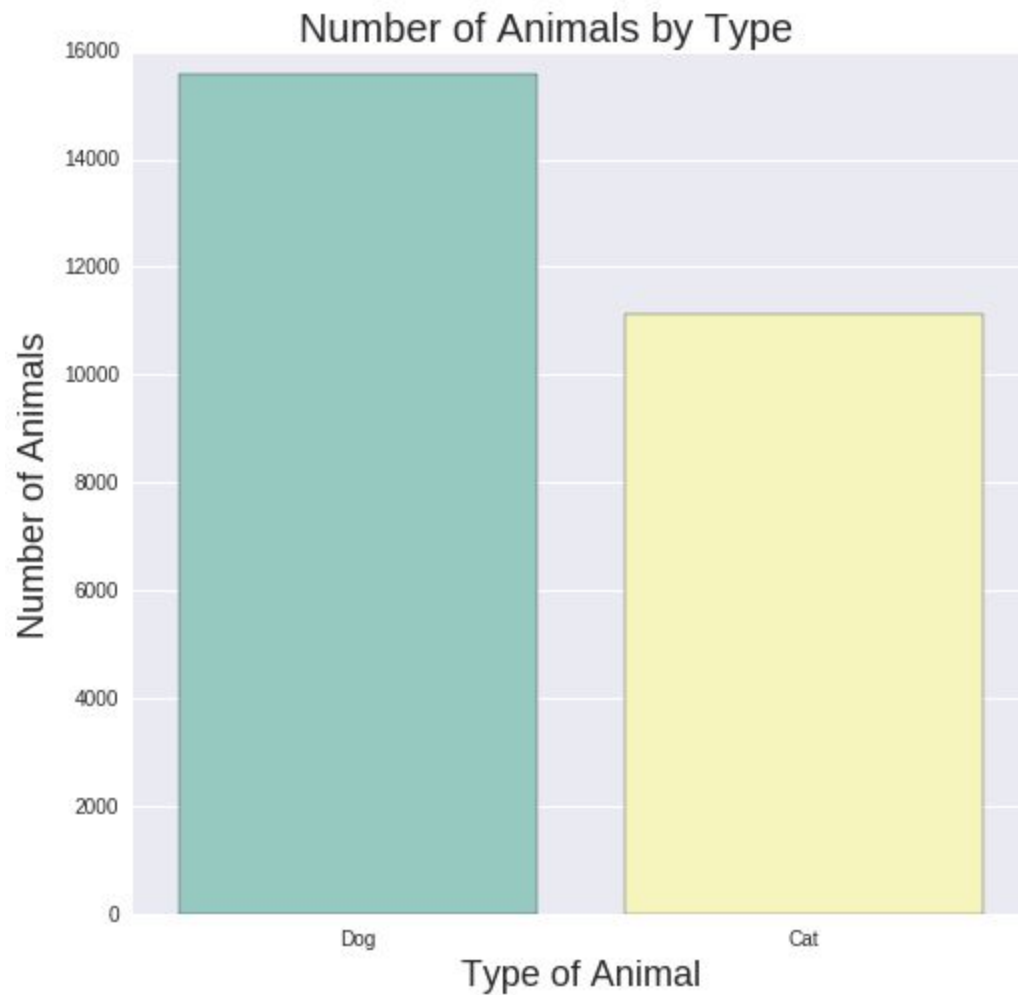 Number of Animals by Type
16000
14000
12000
10000
8000
6000
4000
2000
0
Number of Animals
Dog
Cat
Type of Animal